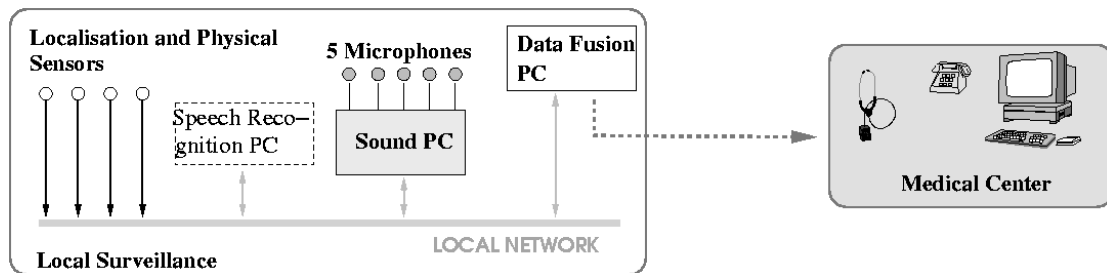 Localisation and Physical
Sensors
5 Microphones
Data Fusion
PC
Speech Reco-
gnition PC
Sound PC
Medical Center
LOCAL NETWORK
Local Surveillance